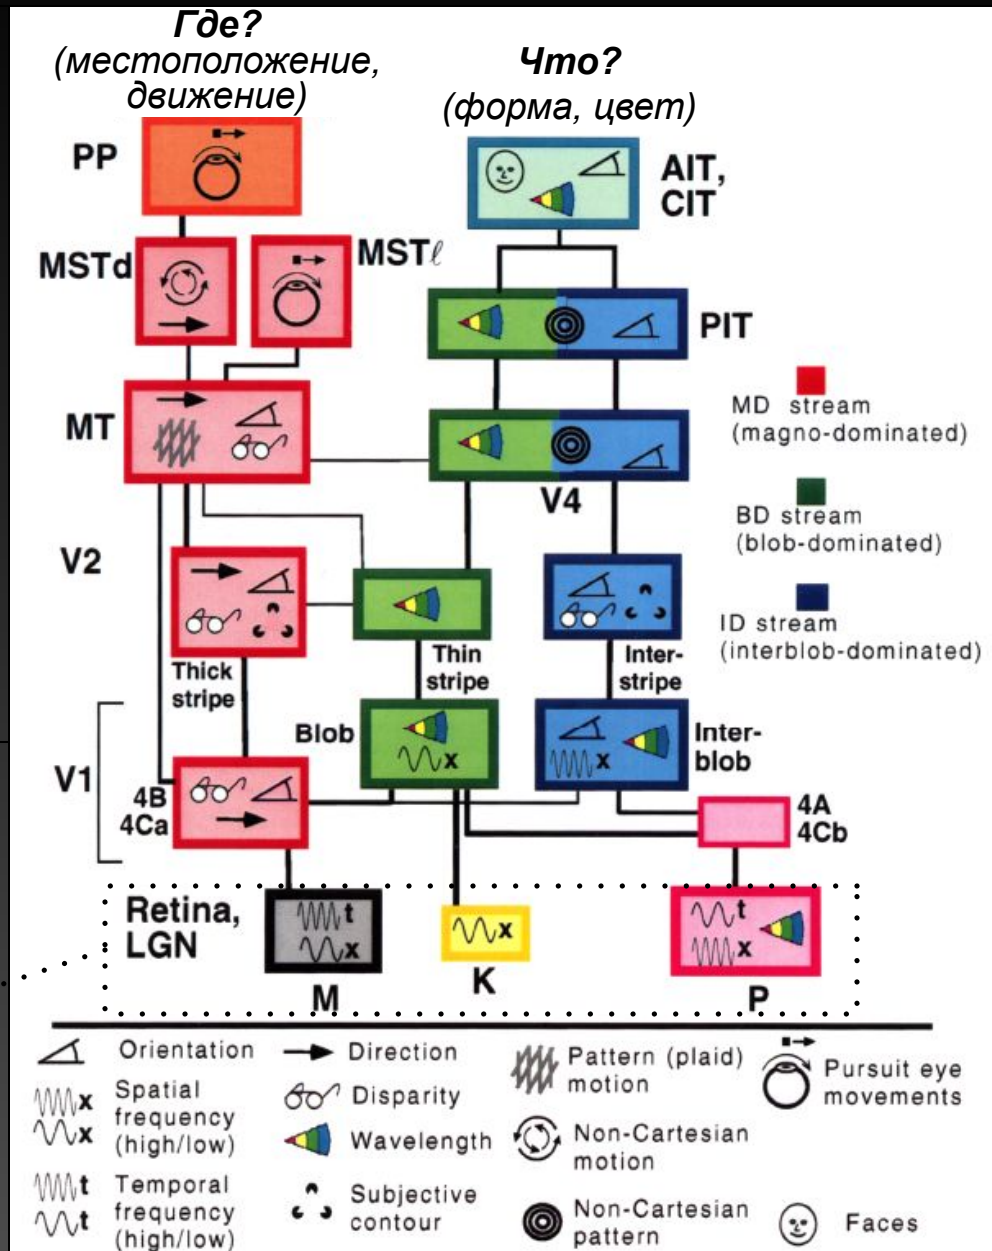 Где?
(местоположение,
движение)
Что?
(форма, цвет)
PP
AIT,
CIT
MSTd
MSTℓ
PIT
MT
V4
MD stream
(magno-dominated)
BD stream
(blob-dominated)
ID stream
(interblob-dominated)
V2
Thick
stripe
Thin
stripe
Inter-
stripe
V1
Blob
x
x
Inter-
blob
4B
4Ca
4A
4Cb
Retina,
LGN
t
x
M
x
K
t
x
P
Orientation
x
x
Spatial
frequency
(high/low)
t
t
Temporal
frequency
(high/low)
Direction
Disparity
Wavelength
Subjective
contour
Pattern (plaid)
motion
Non-Cartesian
motion
Non-Cartesian
pattern
Pursuit eye
movements
Faces